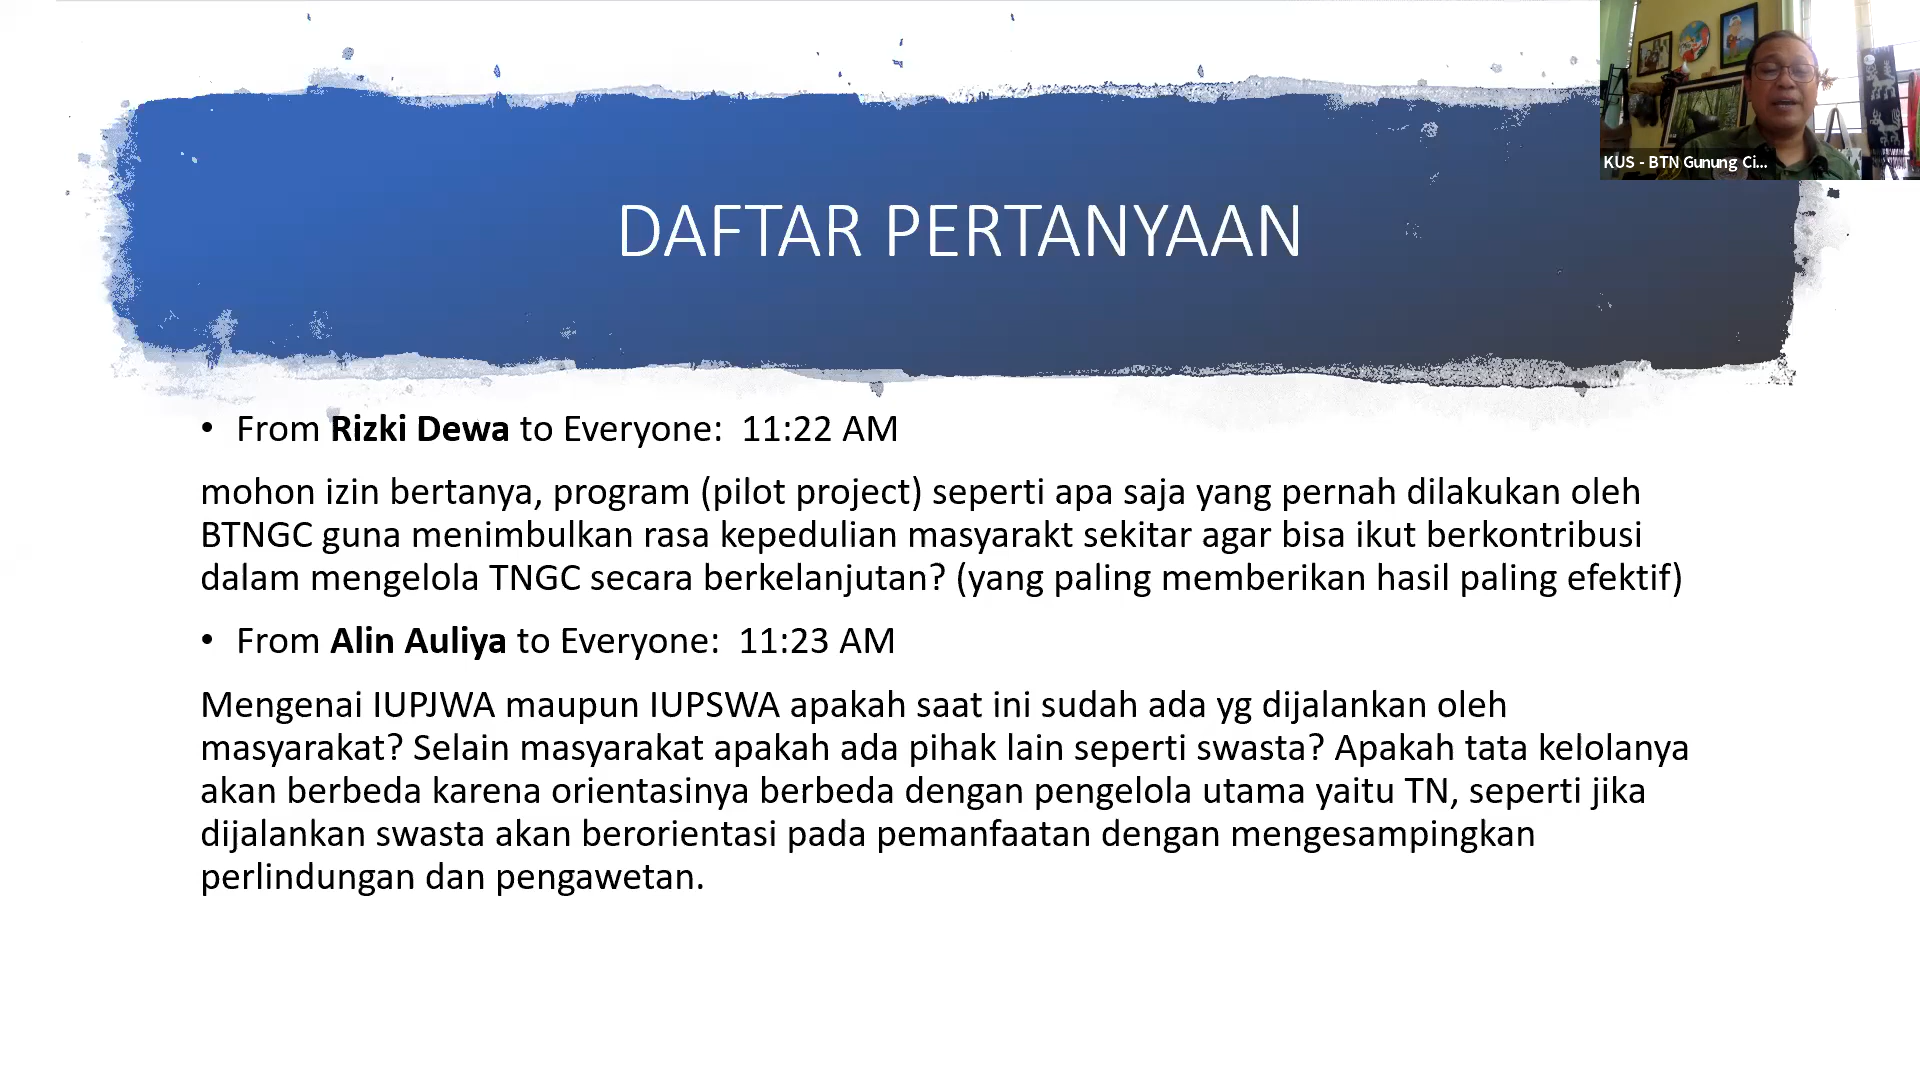 KUS - BTN Gunung Ci...
DAFTAR PERTANYAAN
• From Rizki Dewa to Everyone: 11:22 AM
mohon izin bertanya, program (pilot project) seperti apa saja yang pernah dilakukan oleh
BTNGC guna menimbulkan rasa kepedulian masyarakt sekitar agar bisa ikut berkontribusi
dalam mengelola TNGC secara berkelanjutan? (yang paling memberikan hasil paling efektif)
• From Alin Auliya to Everyone: 11:23 AM
Mengenai IUPJWA maupun IUPSWA apakah saat ini sudah ada yg dijalankan oleh
masyarakat? Selain masyarakat apakah ada pihak lain seperti swasta? Apakah tata kelolanya
akan berbeda karena orientasinya berbeda dengan pengelola utama yaitu TN, seperti jika
dijalankan swasta akan berorientasi pada pemanfaatan dengan mengesampingkan
perlindungan dan pengawetan.